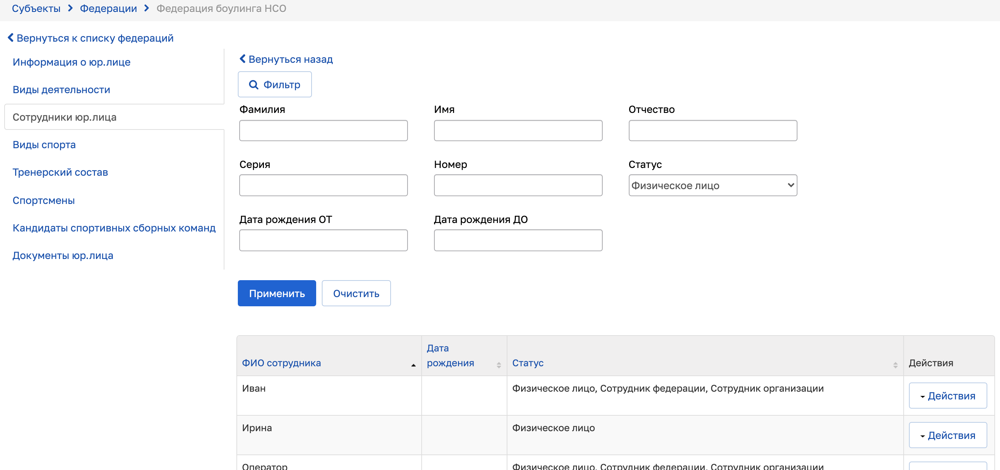 Субъекты > Федерации > Федерация боулинга НСО
Вернуться к списку федераций
Информация о юр.лице
Виды деятельности
Сотрудники юр.лица
Виды спорта
Тренерский состав
Спортсмены
Кандидаты спортивных сборных команд
Документы юр.лица
Вернуться назад
Фильтр
Фамилия Имя Отчество
Серия Номер Статус
Физическое лицо
Дата рождения ОТ Дата рождения ДО
Применить Очистить
ФИО сотрудника Дата рождения Статус Действия
Иван Физическое лицо, Сотрудник федерации, Сотрудник организации Действия
Ирина Физическое лицо Действия
Оператор Физическое лицо, Сотрудник федерации, Сотрудник организации